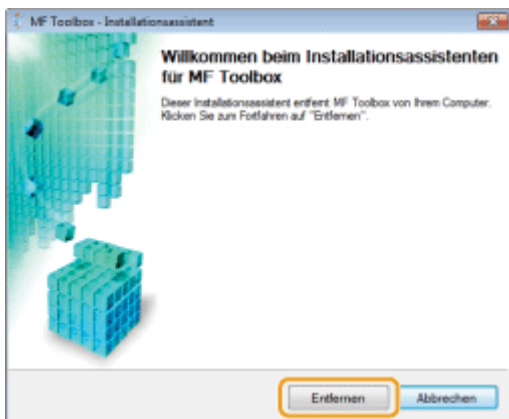 MF Toolbox - Installationsassistent
Willkommen beim Installationsassistenten
für MF Toolbox
Dieser Installationsassistent entfernt MF Toolbox von Ihrem Computer.
Klicken Sie zum Fortfahren auf "Entfernen".
Entfernen
Abbrechen